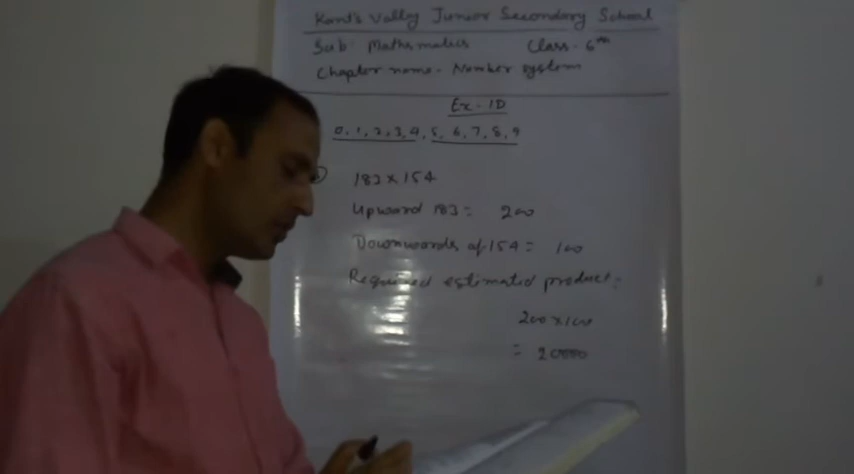 Kant's Valley Junior Secondary School
Sub: Mathematics Class- 6th
Chapter name- Number system
Ex-1D
0, 1, 2, 3, 4, 5, 6, 7, 8, 9
183 x 154
Upward 183 = 200
Downwards of 154 = 100
Required estimated product:
200 x 100
= 20000